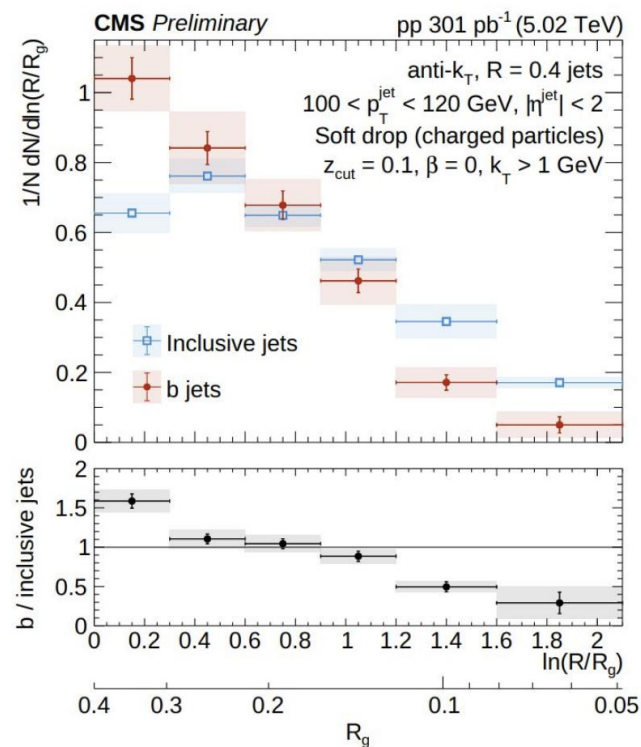 CMS Preliminary pp 301 pb⁻¹ (5.02 TeV)
1/N dN/dln(R/R_g)
anti-k_T, R = 0.4 jets
100 < p_T^jet < 120 GeV, |η^jet| < 2
Soft drop (charged particles)
z_cut = 0.1, β = 0, k_T > 1 GeV
1
0.8
0.6
0.4
0.2
0
Inclusive jets
b jets
b / inclusive jets
2
1.5
1
0.5
0
0 0.2 0.4 0.6 0.8 1 1.2 1.4 1.6 1.8 2
ln(R/R_g)
0.4 0.3 0.2 0.1 0.05
R_g